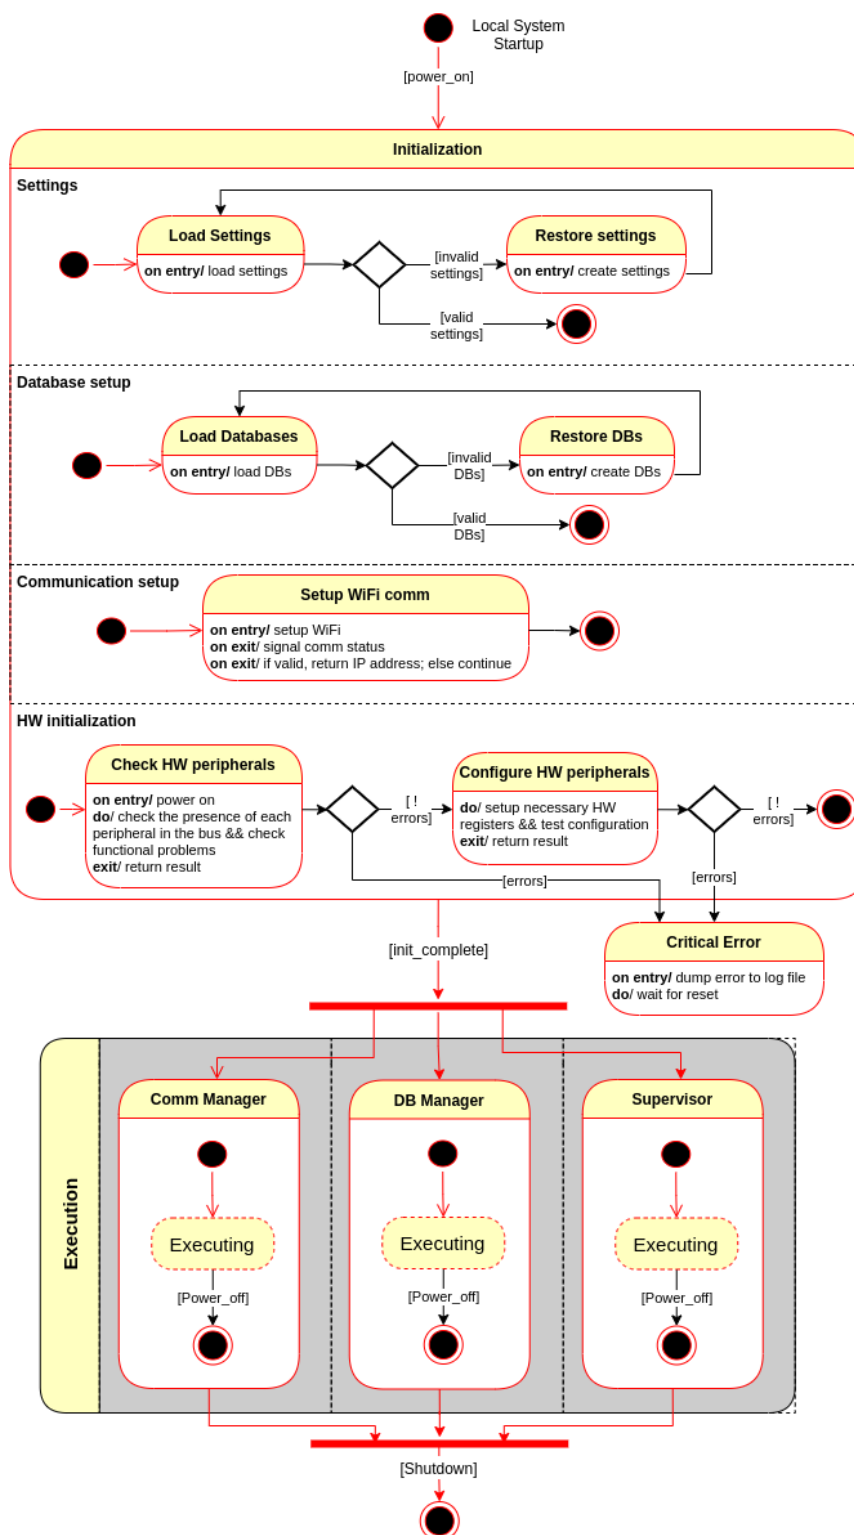 Local System
Startup
[power_on]
Initialization
Settings
Load Settings
on entry/ load settings
[invalid
settings]
Restore settings
on entry/ create settings
[valid
settings]
Database setup
Load Databases
on entry/ load DBs
[invalid
DBs]
Restore DBs
on entry/ create DBs
[valid
DBs]
Communication setup
Setup WiFi comm
on entry/ setup WiFi
on exit/ signal comm status
on exit/ if valid, return IP address; else continue
HW initialization
Check HW peripherals
on entry/ power on
do/ check the presence of each
peripheral in the bus && check
functional problems
exit/ return result
[ !
errors]
Configure HW peripherals
do/ setup necessary HW
registers && test configuration
exit/ return result
[ !
errors]
[errors]
[errors]
[init_complete]
Critical Error
on entry/ dump error to log file
do/ wait for reset
Execution
Comm Manager
Executing
[Power_off]
DB Manager
Executing
[Power_off]
Supervisor
Executing
[Power_off]
[Shutdown]